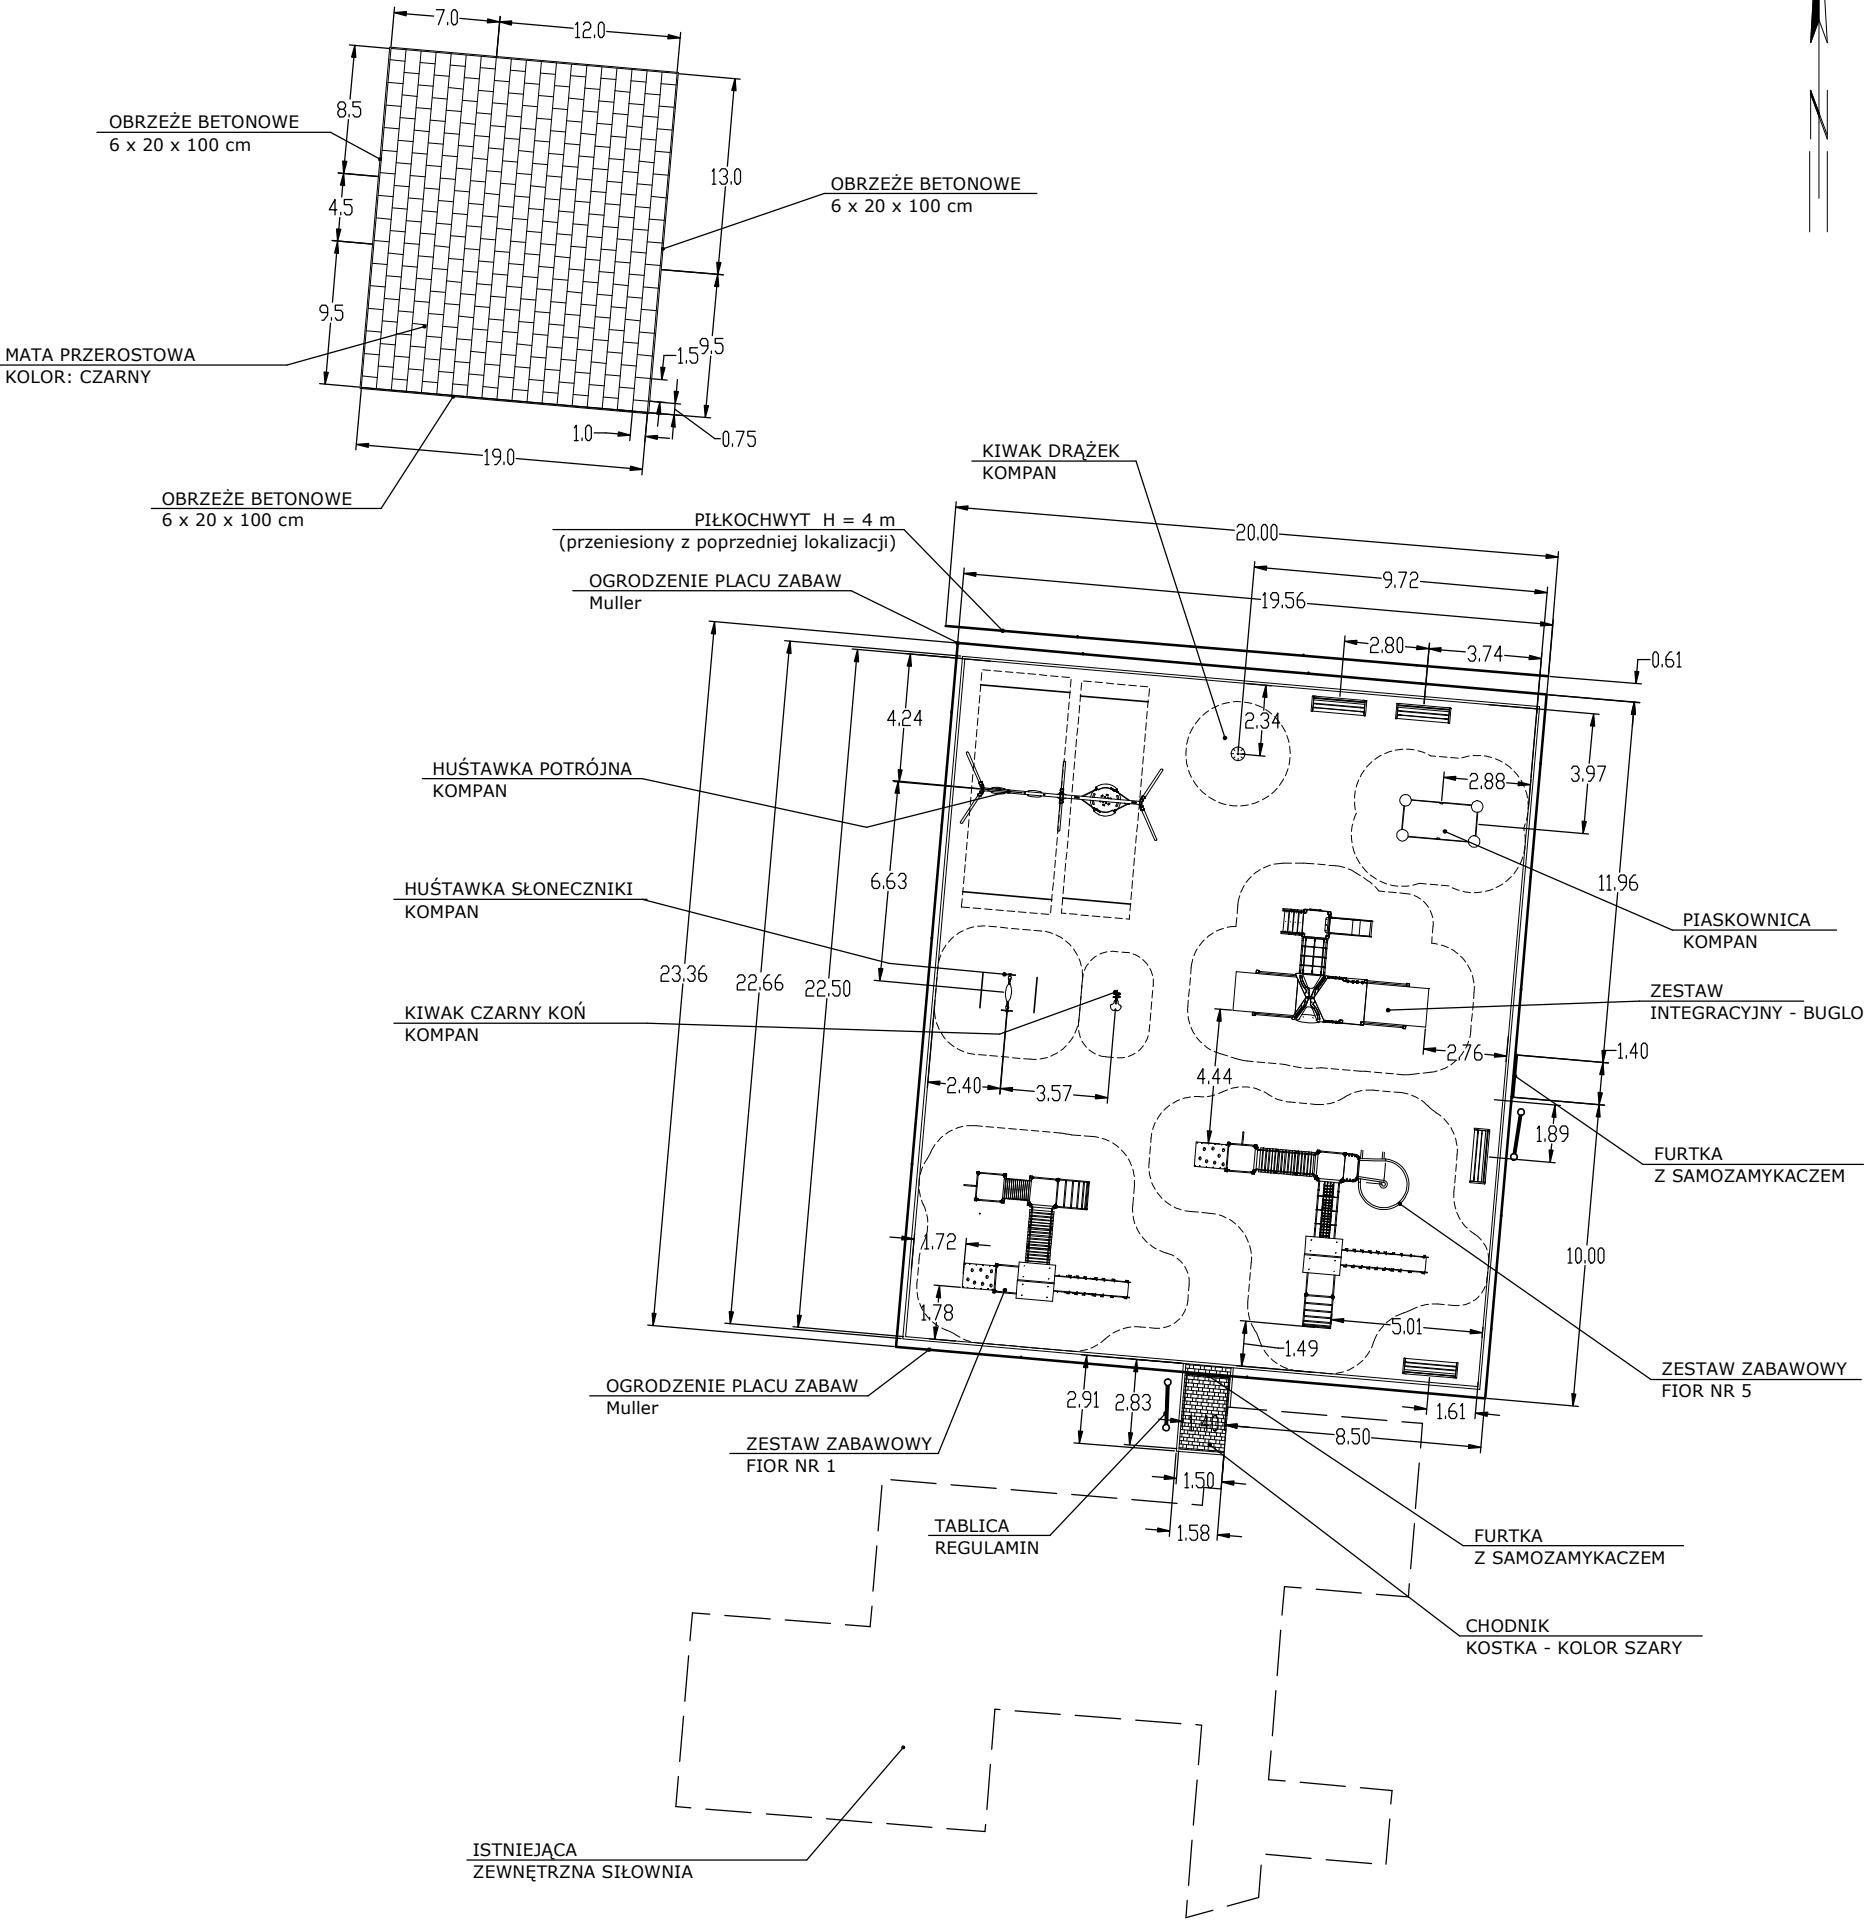 7.0
12.0
8.5
OBRZEŻE BETONOWE
6 x 20 x 100 cm
13.0
OBRZEŻE BETONOWE
6 x 20 x 100 cm
4.5
9.5
MATA PRZEROSTOWA
KOLOR: CZARNY
1.5
9.5
1.0
0.75
19.0
OBRZEŻE BETONOWE
6 x 20 x 100 cm
N
KIWAK DRĄŻEK
KOMPAN
PIŁKOCHWYT H = 4 m
(przeniesiony z poprzedniej lokalizacji)
20.00
OGRODZENIE PLACU ZABAW
Muller
9.72
19.56
2.80
3.74
0.61
4.24
2.34
HUŚTAWKA POTRÓJNA
KOMPAN
2.88
3.97
6.63
11.96
HUŚTAWKA SŁONECZNIKI
KOMPAN
PIASKOWNICA
KOMPAN
23.36
22.66
22.50
ZESTAW
INTEGRACYJNY - BUGLO
KIWAK CZARNY KOŃ
KOMPAN
2.76
1.40
4.44
2.40
3.57
1.89
FURTKA
Z SAMOZAMYKACZEM
1.72
10.00
1.78
5.01
1.49
ZESTAW ZABAWOWY
FIOR NR 5
OGRODZENIE PLACU ZABAW
Muller
2.91
2.83
1.40
1.61
8.50
ZESTAW ZABAWOWY
FIOR NR 1
1.50
1.58
TABLICA
REGULAMIN
FURTKA
Z SAMOZAMYKACZEM
CHODNIK
KOSTKA - KOLOR SZARY
ISTNIEJĄCA
ZEWNĘTRZNA SIŁOWNIA